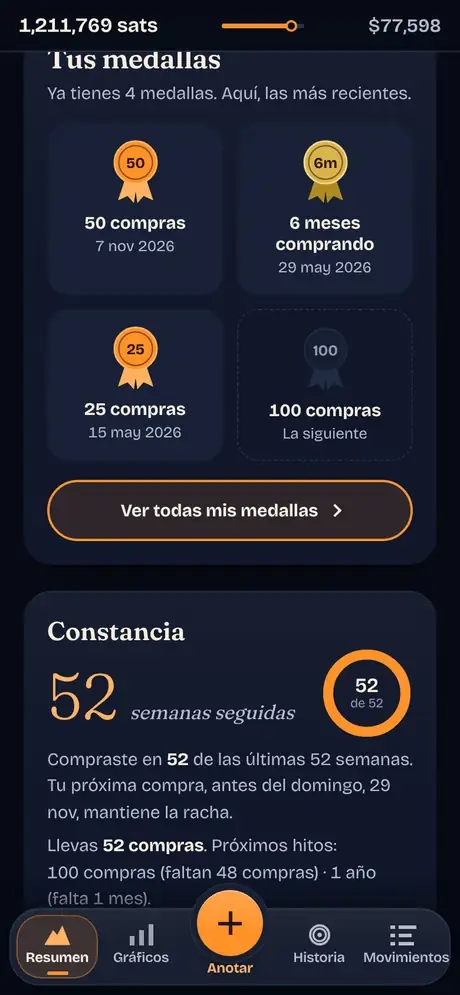 1,211,769 sats
$77,598
Tus medallas
Ya tienes 4 medallas. Aquí, las más recientes.
50
50 compras
7 nov 2026
6m
6 meses
comprando
29 may 2026
25
25 compras
15 may 2026
100
100 compras
La siguiente
Ver todas mis medallas
Constancia
52 semanas seguidas
52
de 52
Compraste en 52 de las últimas 52 semanas.
Tu próxima compra, antes del domingo, 29
nov, mantiene la racha.
Llevas 52 compras. Próximos hitos:
100 compras (faltan 48 compras) · 1 año
(falta 1 mes).
Resumen
Gráficos
Anotar
Historia
Movimientos